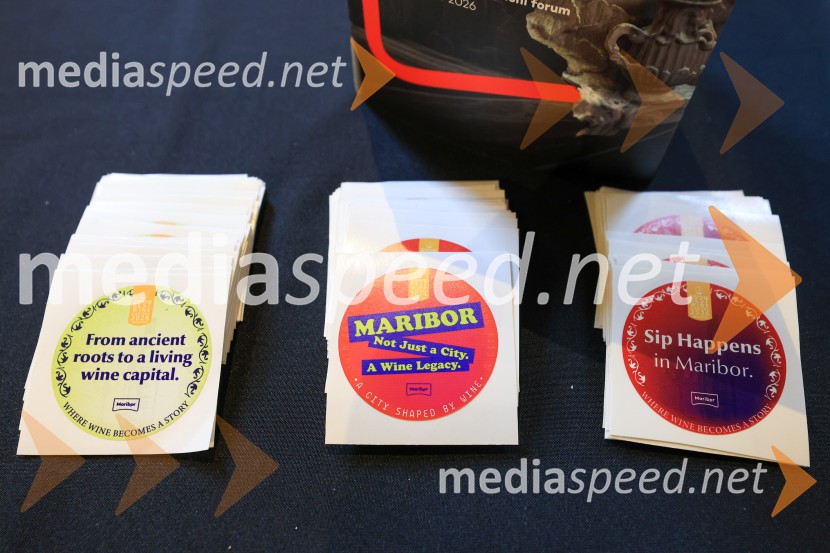 forum
2026
mediaspeed.net
mediaspeed.net
mediaspeed.net
From ancient
roots to a living
wine capital.
Maribor
WHERE WINE BECOMES A STORY
MARIBOR
Not Just a City.
A Wine Legacy.
Maribor
• A CITY SHAPED BY WINE •
Sip Happens
in Maribor.
Maribor
WHERE WINE BECOMES A STORY